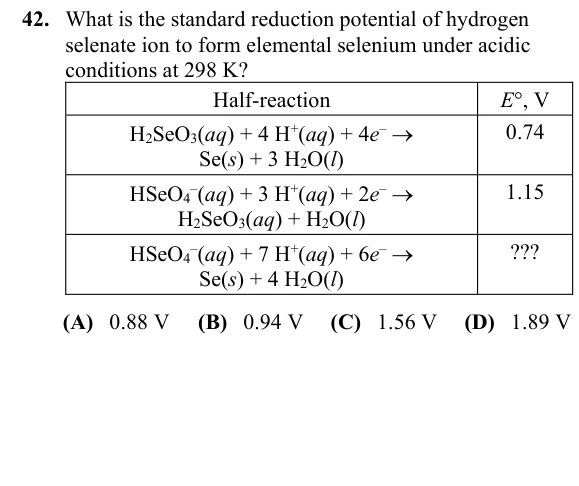 42. What is the standard reduction potential of hydrogen
selenate ion to form elemental selenium under acidic
conditions at 298 K?
Half-reaction E°, V
H₂SeO₃(aq) + 4 H⁺(aq) + 4e⁻ → 0.74
Se(s) + 3 H₂O(l)
HSeO₄⁻(aq) + 3 H⁺(aq) + 2e⁻ → 1.15
H₂SeO₃(aq) + H₂O(l)
HSeO₄⁻(aq) + 7 H⁺(aq) + 6e⁻ → ???
Se(s) + 4 H₂O(l)
(A) 0.88 V (B) 0.94 V (C) 1.56 V (D) 1.89 V